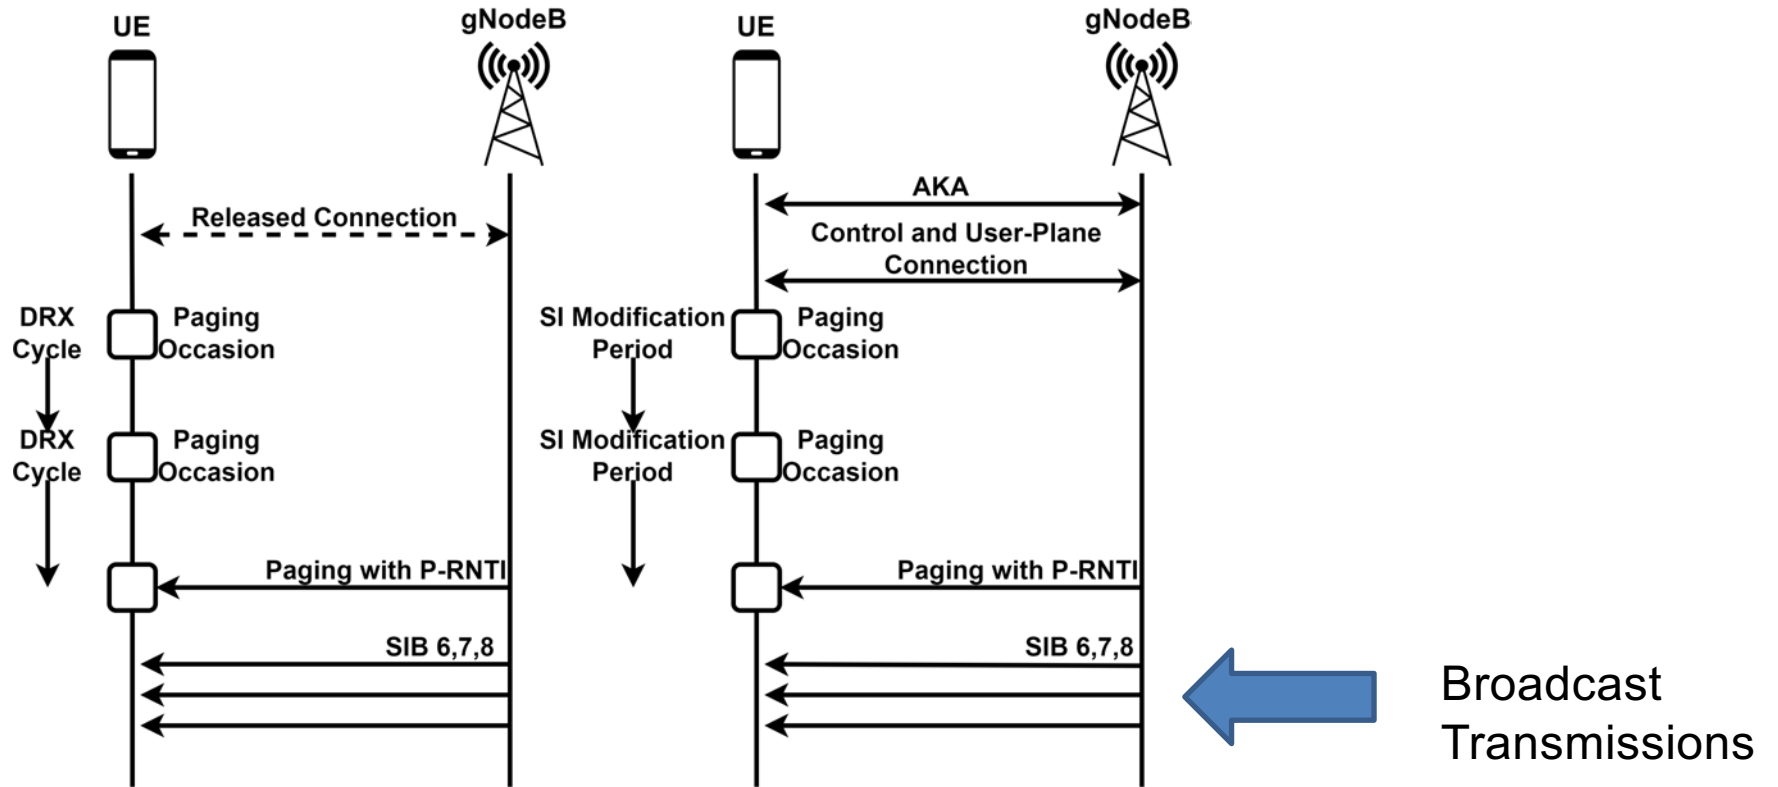 UE
gNodeB
Released Connection
DRX
Cycle
Paging
Occasion
DRX
Cycle
Paging
Occasion
Paging with P-RNTI
SIB 6,7,8
UE
gNodeB
AKA
Control and User-Plane
Connection
SI Modification
Period
Paging
Occasion
SI Modification
Period
Paging
Occasion
Paging with P-RNTI
SIB 6,7,8
Broadcast
Transmissions